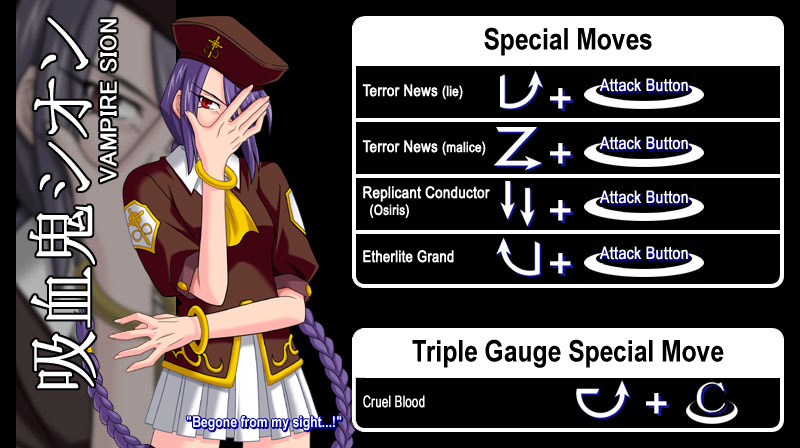 吸血鬼シオン
VAMPIRE SION
"Begone from my sight...!"
Special Moves
Terror News (lie) + Attack Button
Terror News (malice) + Attack Button
Replicant Conductor + Attack Button
(Osiris)
Etherlite Grand + Attack Button
Triple Gauge Special Move
Cruel Blood + C